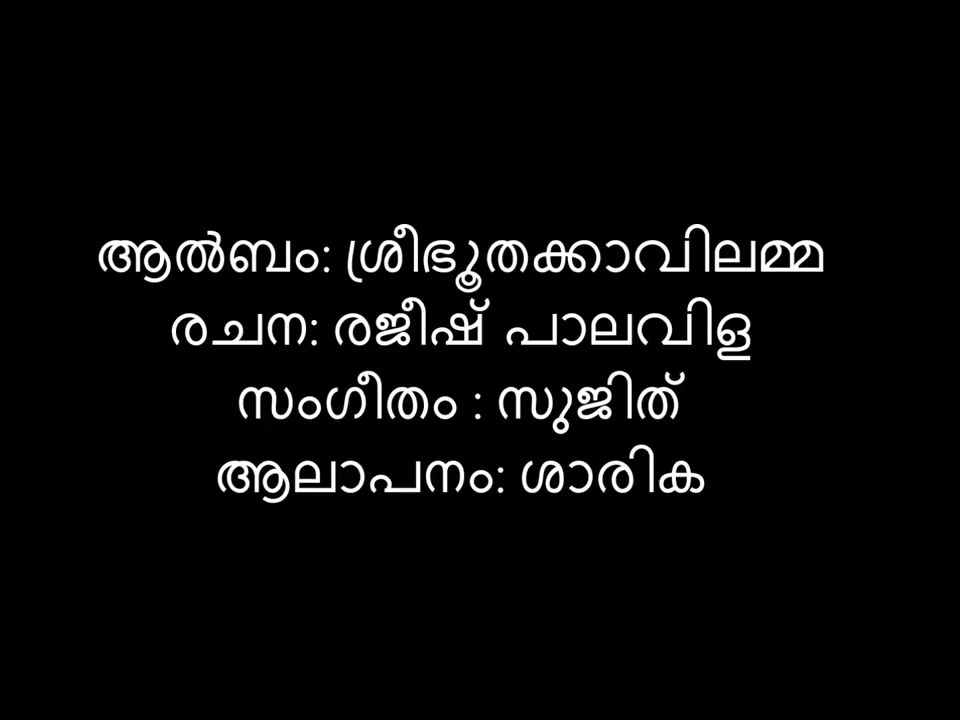 ആൽബം: ശ്രീഭൂതക്കാവിലമ്മ
രചന: രജീഷ് പാലവിള
സംഗീതം : സുജിത്
ആലാപനം: ശാരിക